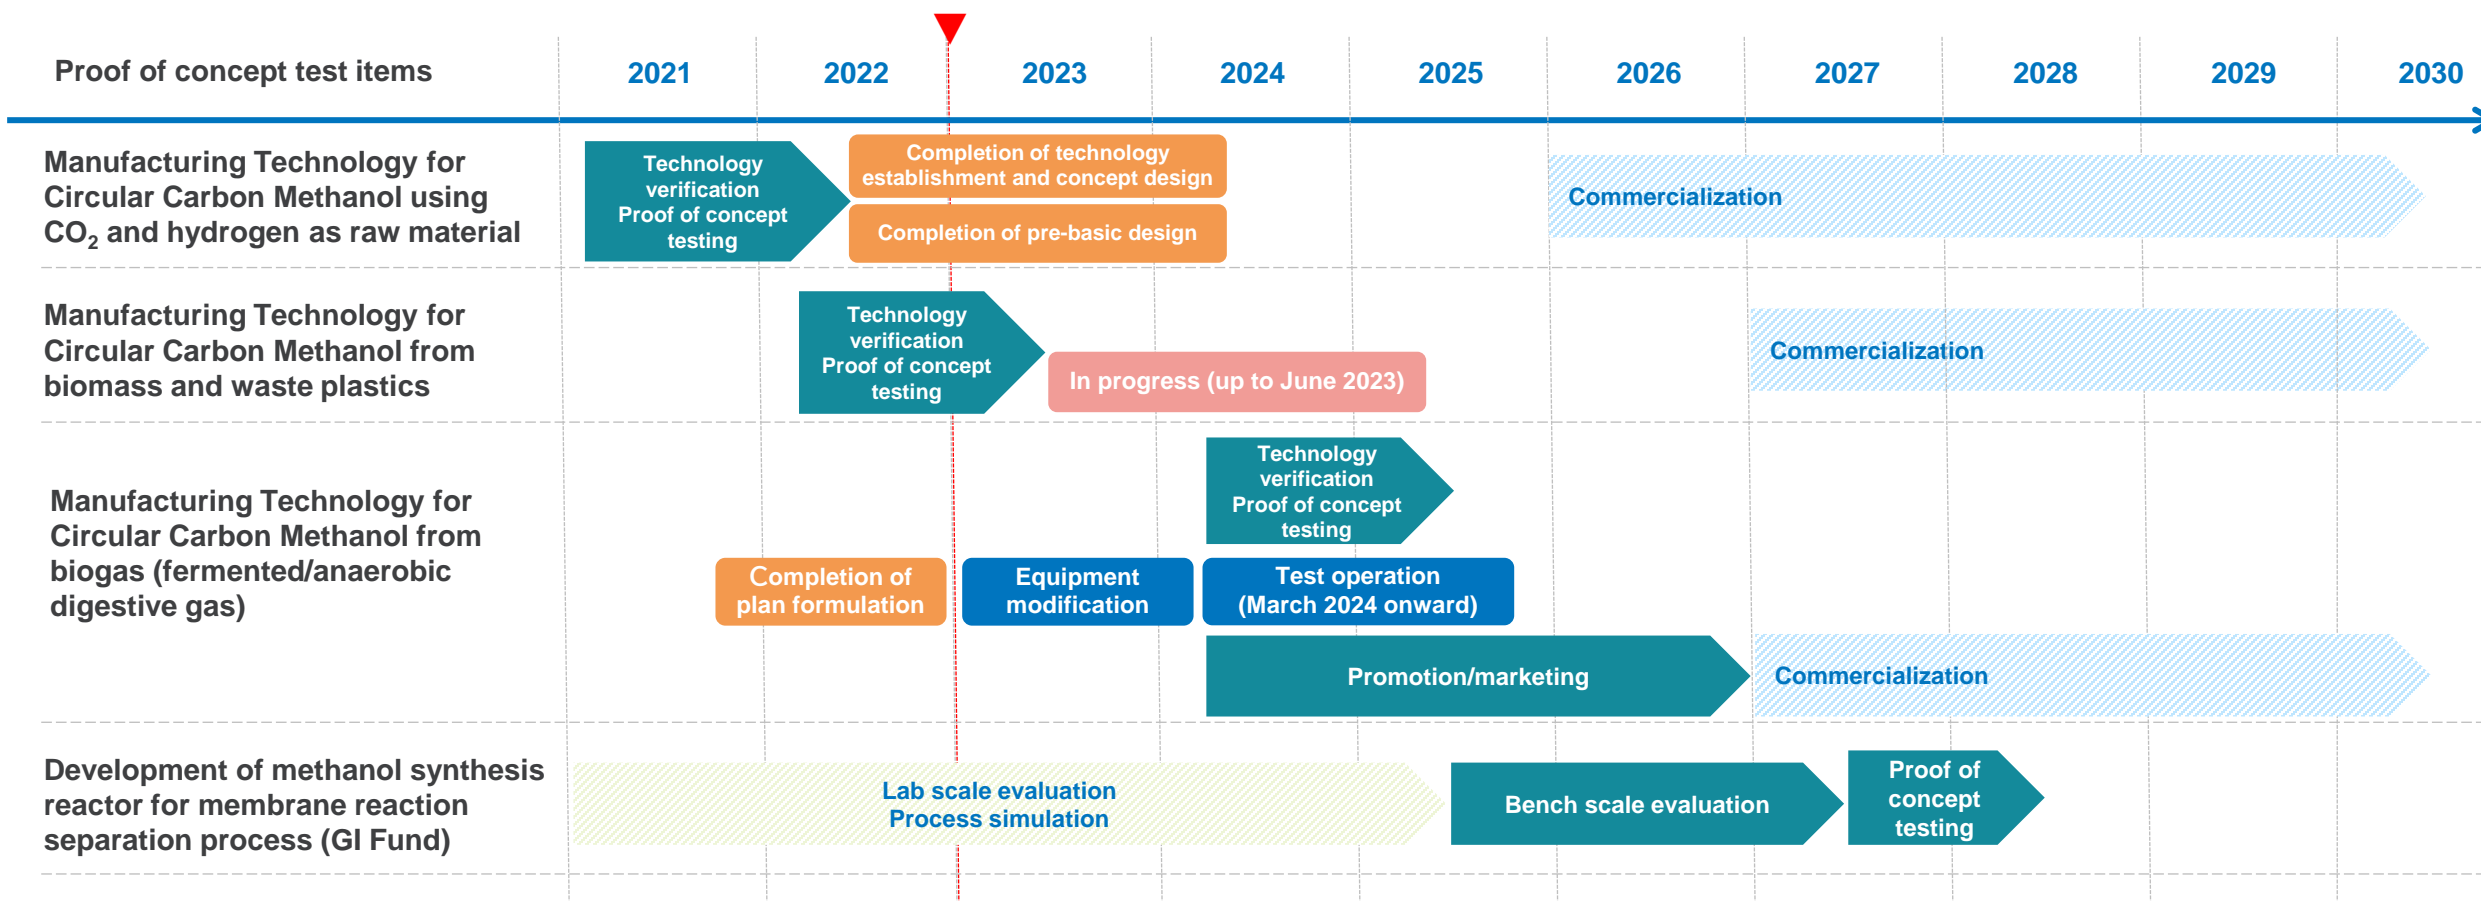 Proof of concept test items
2021
2022
2023
2024
2025
2026
2027
2028
2029
2030
Manufacturing Technology for
Circular Carbon Methanol using
CO₂ and hydrogen as raw material
Technology
verification
Proof of concept
testing
Completion of technology
establishment and concept design
Completion of pre-basic design
Commercialization
Manufacturing Technology for
Circular Carbon Methanol from
biomass and waste plastics
Technology
verification
Proof of concept
testing
In progress (up to June 2023)
Commercialization
Manufacturing Technology for
Circular Carbon Methanol from
biogas (fermented/anaerobic
digestive gas)
Technology
verification
Proof of concept
testing
Completion of
plan formulation
Equipment
modification
Test operation
(March 2024 onward)
Promotion/marketing
Commercialization
Development of methanol synthesis
reactor for membrane reaction
separation process (GI Fund)
Lab scale evaluation
Process simulation
Bench scale evaluation
Proof of
concept
testing